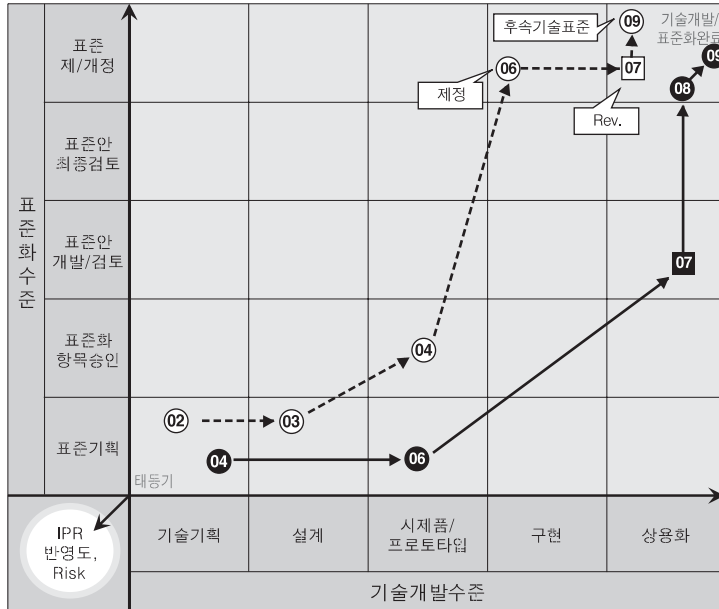 표준
제/개정
표준안
최종검토
표준안
개발/검토
표준화
항목승인
표준기획
표준화수준
후속기술표준
09
기술개발/
표준화완료
09
06
07
08
제정
Rev.
07
04
02
03
04
06
태동기
IPR
반영도,
Risk
기술기획
설계
시제품/
프로토타입
구현
상용화
기술개발수준